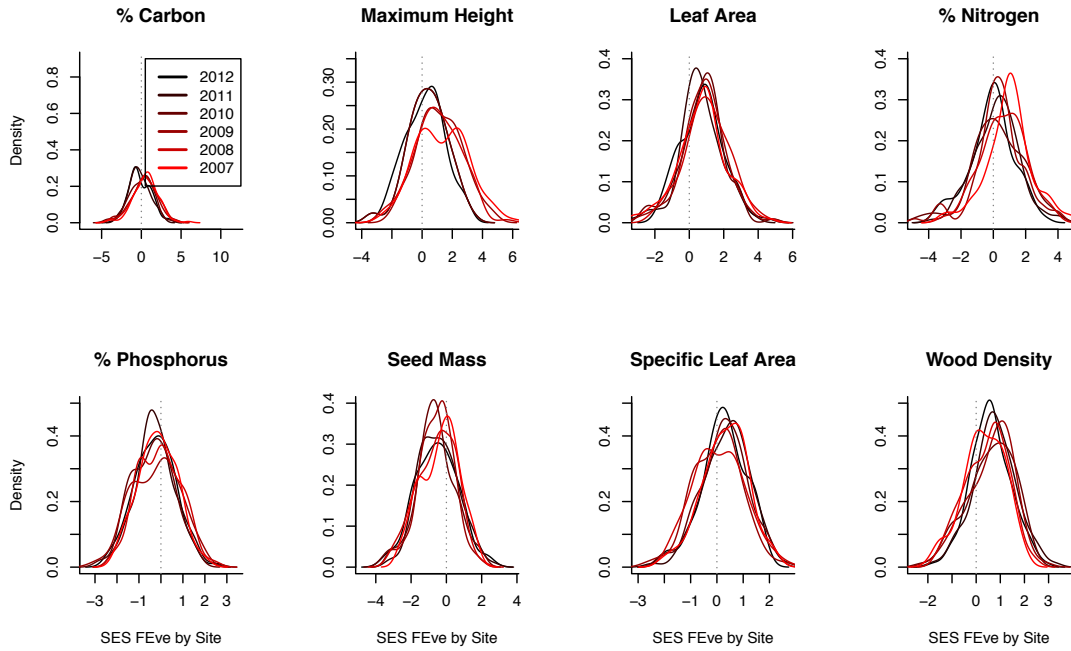 % Carbon
Maximum Height
Leaf Area
% Nitrogen
Density
0.0 0.2 0.4 0.6 0.8
−5 0 5 10
2012
2011
2010
2009
2008
2007
0.00 0.10 0.20 0.30
−4 0 2 4 6
0.0 0.1 0.2 0.3 0.4
−2 0 2 4 6
0.0 0.1 0.2 0.3 0.4
−4 −2 0 2 4
% Phosphorus
Seed Mass
Specific Leaf Area
Wood Density
Density
0.0 0.2 0.4
−3 −1 0 1 2 3
SES FEve by Site
0.0 0.1 0.2 0.3 0.4
−4 −2 0 2 4
SES FEve by Site
0.0 0.2 0.4
−3 −1 0 1 2
SES FEve by Site
0.0 0.2 0.4
−2 0 1 2 3
SES FEve by Site